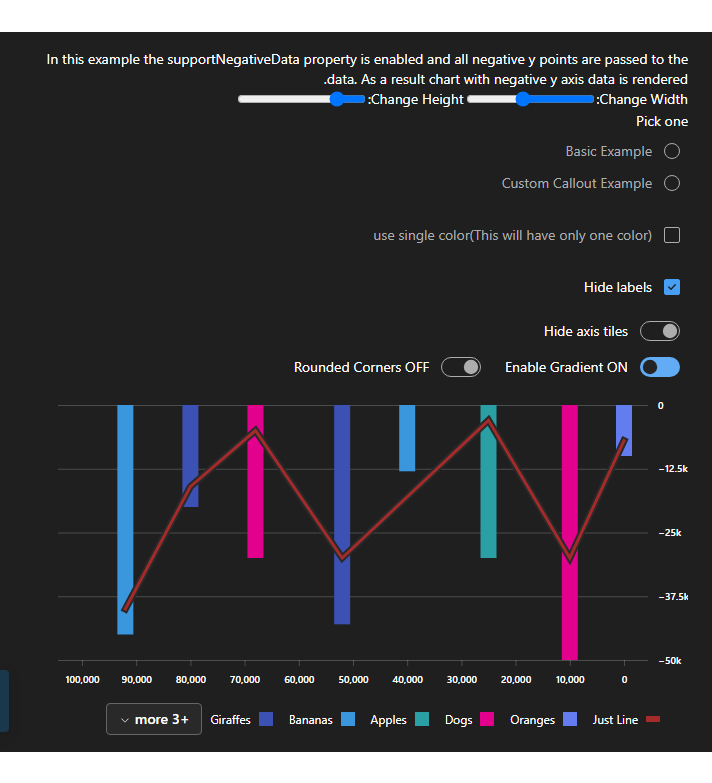 In this example the supportNegativeData property is enabled and all negative y points are passed to the
.data. As a result chart with negative y axis data is rendered
:Change Height :Change Width
Pick one
Basic Example
Custom Callout Example
use single color(This will have only one color)
Hide labels
Hide axis tiles
Rounded Corners OFF Enable Gradient ON
0
−12.5k
−25k
−37.5k
−50k
100,000 90,000 80,000 70,000 60,000 50,000 40,000 30,000 20,000 10,000 0
more 3+ Giraffes Bananas Apples Dogs Oranges Just Line